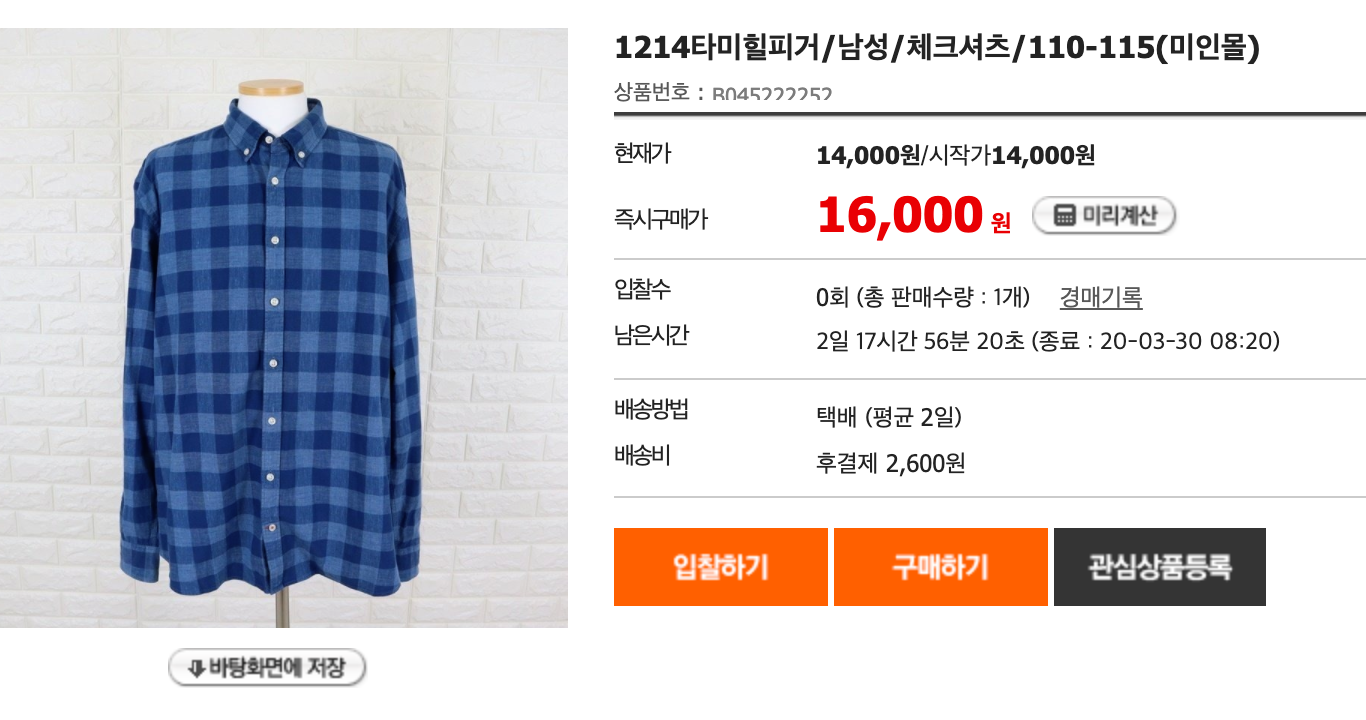 1214타미힐피거/남성/체크셔츠/110-115(미인몰)
상품번호 : B045222252
현재가 14,000원/시작가14,000원
즉시구매가 16,000 원 미리계산
입찰수 0회 (총 판매수량 : 1개) 경매기록
남은시간 2일 17시간 56분 20초 (종료 : 20-03-30 08:20)
배송방법 택배 (평균 2일)
배송비 후결제 2,600원
입찰하기 구매하기 관심상품등록
바탕화면에 저장